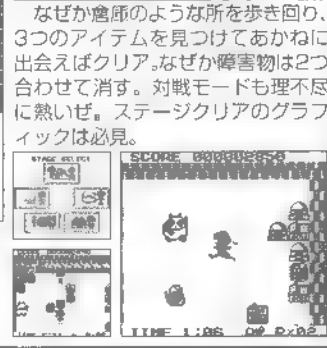 なぜか窓師のような所を歩き回り、
3つのアイテムを見つけてあかねに
出会えばクリア。なぜか障害物は2つ
合わせて消す。対戦モードも理不尽
に熱いぜ。ステージクリアのグラフ
ィックは必見。
STAGE SELECT
SCORE 000002850
TIME 1:06